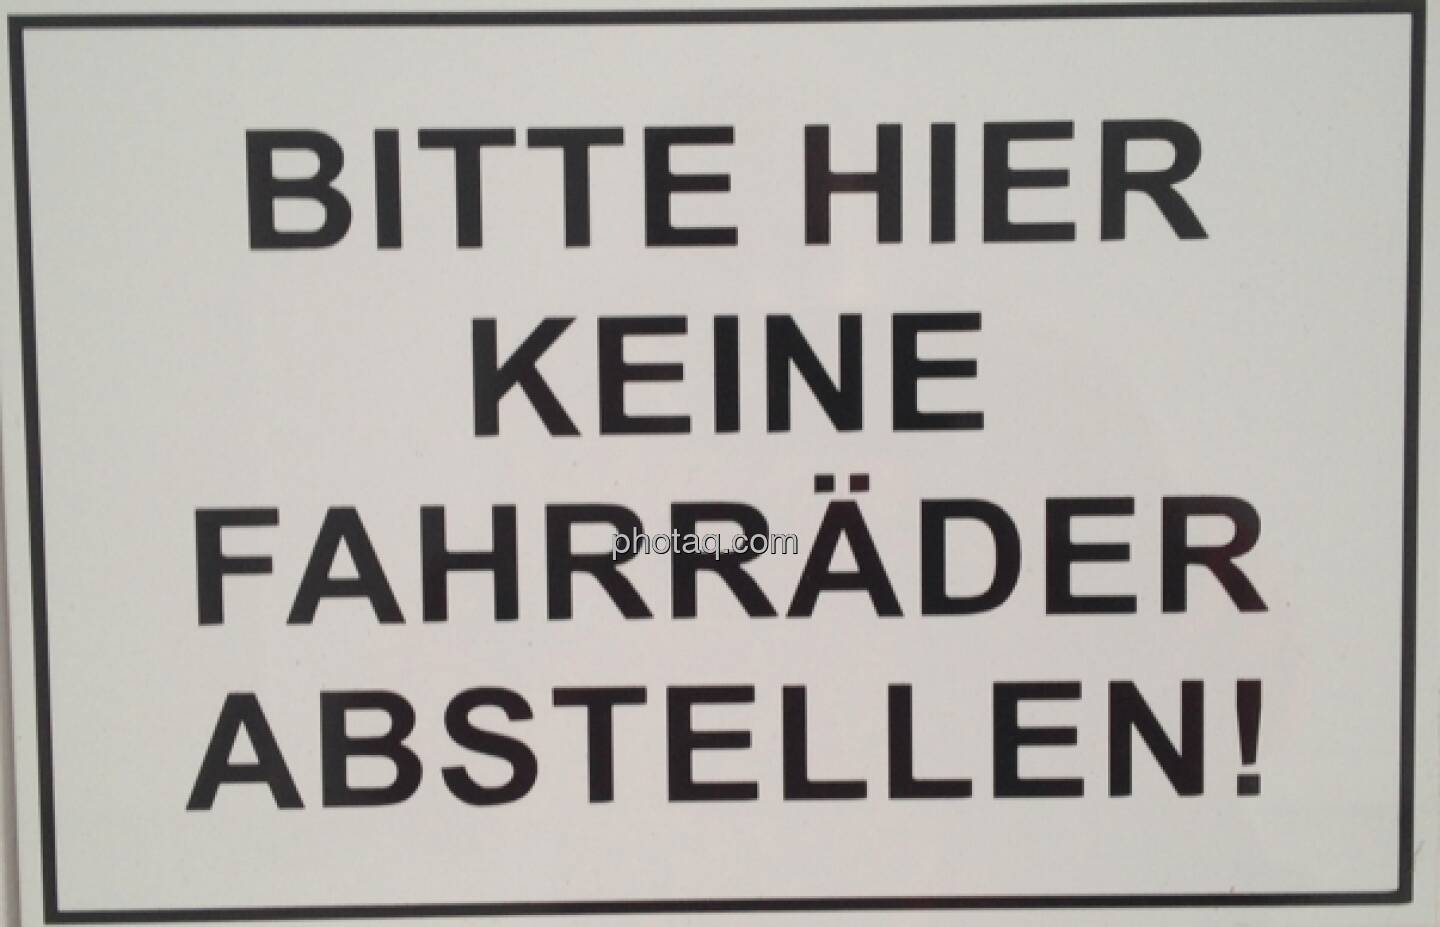 BITTE HIER
KEINE
FAHRRÄDER
photaq.com
ABSTELLEN!